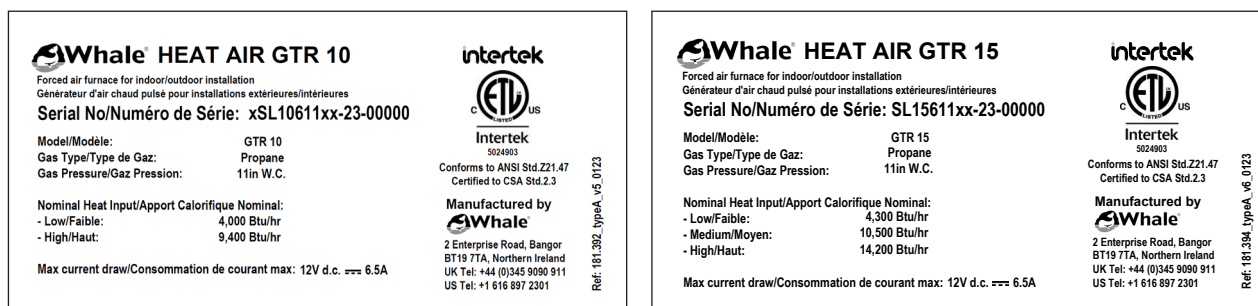 Whale® HEAT AIR GTR 10
Forced air furnace for indoor/outdoor installation
Générateur d'air chaud pulsé pour installations extérieures/intérieures
Serial No/Numéro de Série: xSL10611xx-23-00000
Model/Modèle: GTR 10
Gas Type/Type de Gaz: Propane
Gas Pressure/Gaz Pression: 11in W.C.
Nominal Heat Input/Apport Calorifique Nominal:
- Low/Faible: 4,000 Btu/hr
- High/Haut: 9,400 Btu/hr
Max current draw/Consommation de courant max: 12V d.c. 6.5A
intertek
C ETL US
LISTED
Intertek
5024903
Conforms to ANSI Std.Z21.47
Certified to CSA Std.2.3
Manufactured by
Whale®
2 Enterprise Road, Bangor
BT19 7TA, Northern Ireland
UK Tel: +44 (0)345 9090 911
US Tel: +1 616 897 2301
Ref: 181.392_typeA_v5_0123
Whale® HEAT AIR GTR 15
Forced air furnace for indoor/outdoor installation
Générateur d'air chaud pulsé pour installations extérieures/intérieures
Serial No/Numéro de Série: SL15611xx-23-00000
Model/Modèle: GTR 15
Gas Type/Type de Gaz: Propane
Gas Pressure/Gaz Pression: 11in W.C.
Nominal Heat Input/Apport Calorifique Nominal:
- Low/Faible: 4,300 Btu/hr
- Medium/Moyen: 10,500 Btu/hr
- High/Haut: 14,200 Btu/hr
Max current draw/Consommation de courant max: 12V d.c. 6.5A
intertek
C ETL US
LISTED
Intertek
5024903
Conforms to ANSI Std.Z21.47
Certified to CSA Std.2.3
Manufactured by
Whale®
2 Enterprise Road, Bangor
BT19 7TA, Northern Ireland
UK Tel: +44 (0)345 9090 911
US Tel: +1 616 897 2301
Ref: 181.394_typeA_v6_0123